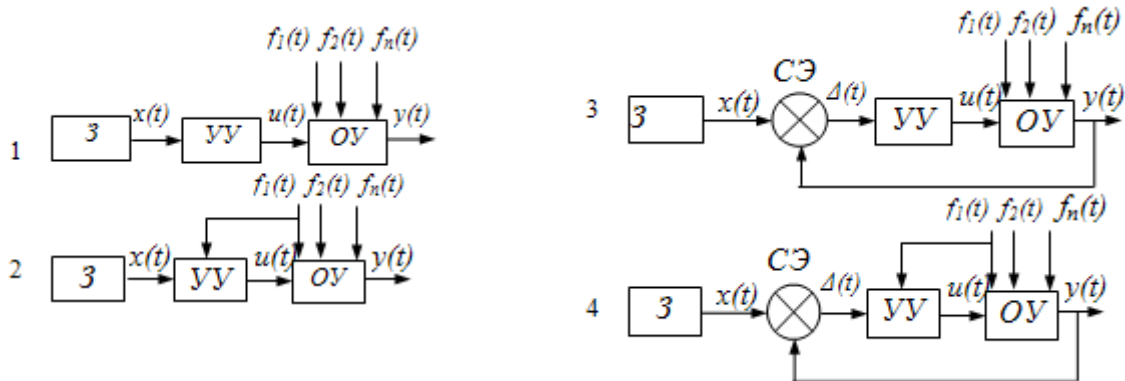 f₁(t) f₂(t) fₙ(t)
1 З x(t) УУ u(t) ОУ y(t)
f₁(t) f₂(t) fₙ(t)
2 З x(t) УУ u(t) ОУ y(t)
f₁(t) f₂(t) fₙ(t)
СЭ
3 З x(t) Δ(t) УУ u(t) ОУ y(t)
f₁(t) f₂(t) fₙ(t)
СЭ
4 З x(t) Δ(t) УУ u(t) ОУ y(t)